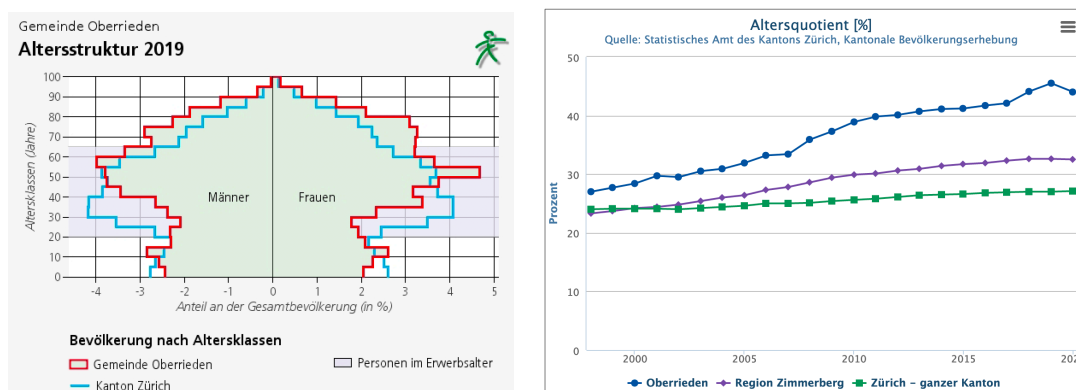 Gemeinde Oberrieden
Altersstruktur 2019
100
90
80
70
60
50
40
30
20
10
0
Altersklassen (Jahre)
Männer
Frauen
-4
-3
-2
-1
0
1
2
3
4
5
Anteil an der Gesamtbevölkerung (in %)
Bevölkerung nach Altersklassen
Gemeinde Oberrieden
Personen im Erwerbsalter
Kanton Zürich
Altersquotient [%]
Quelle: Statistisches Amt des Kantons Zürich, Kantonale Bevölkerungserhebung
50
40
30
20
10
0
Prozent
2000
2005
2010
2015
Oberrieden
Region Zimmerberg
Zürich – ganzer Kanton